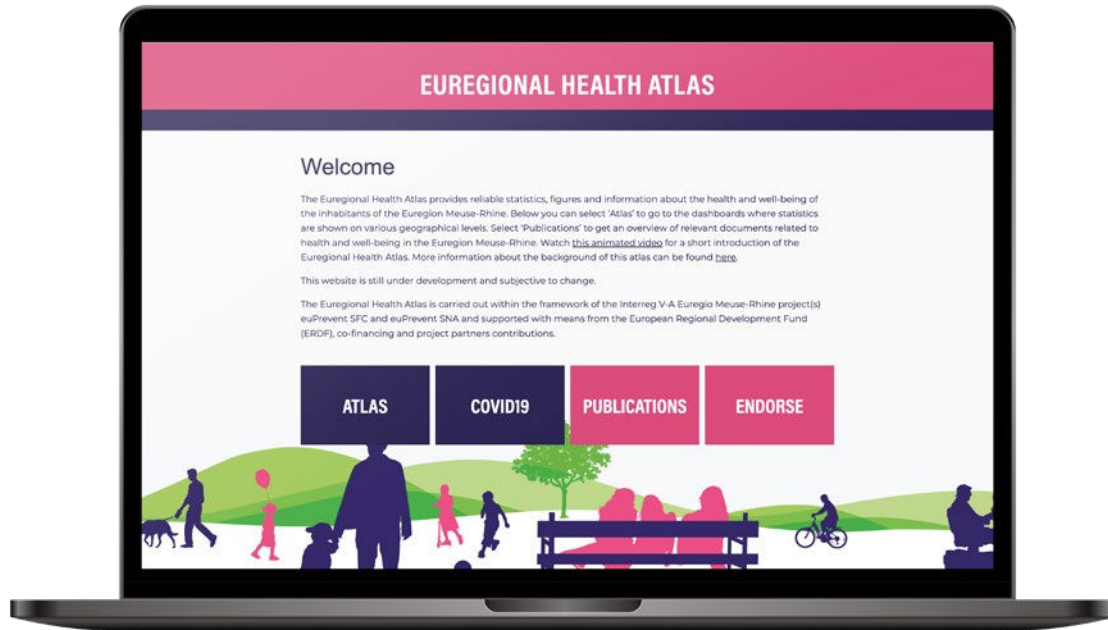 EUREGIONAL HEALTH ATLAS
Welcome
The Euregional Health Atlas provides reliable statistics, figures and information about the health and well-being of
the inhabitants of the Euregion Meuse-Rhine. Below you can select 'Atlas' to go to the dashboards where statistics
are shown on various geographical levels. Select 'Publications' to get an overview of relevant documents related to
health and well-being in the Euregion Meuse-Rhine. Watch this animated video for a short introduction of the
Euregional Health Atlas. More information about the background of this atlas can be found here.
This website is still under development and subjective to change.
The Euregional Health Atlas is carried out within the framework of the Interreg V-A Euregio Meuse-Rhine project(s)
euPrevent SFC and euPrevent SNA and supported with means from the European Regional Development Fund
(ERDF), co-financing and project partners contributions.
ATLAS COVID19 PUBLICATIONS ENDORSE